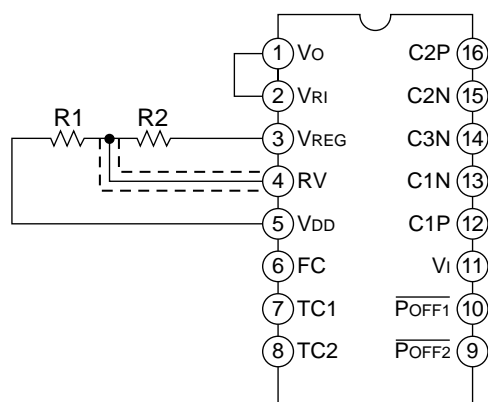 1 VO C2P 16
2 VRI C2N 15
R1 R2
3 VREG C3N 14
4 RV C1N 13
5 VDD C1P 12
6 FC VI 11
7 TC1 POFF1 10
8 TC2 POFF2 9